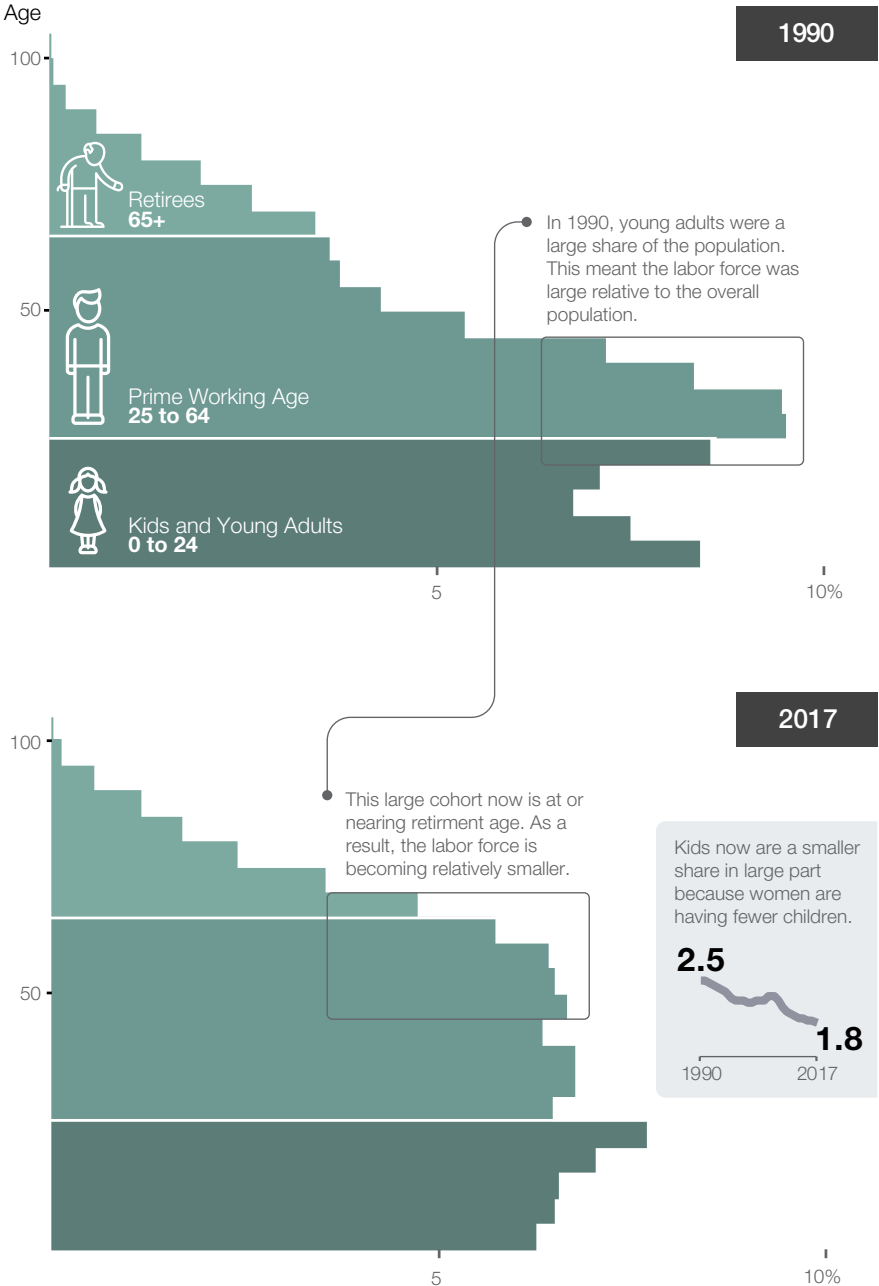 Age
1990
100
Retirees
65+
In 1990, young adults were a
large share of the population.
This meant the labor force was
large relative to the overall
population.
50
Prime Working Age
25 to 64
Kids and Young Adults
0 to 24
5
10%
2017
100
This large cohort now is at or
nearing retirment age. As a
result, the labor force is
becoming relatively smaller.
Kids now are a smaller
share in large part
because women are
having fewer children.
2.5
1.8
1990
2017
50
5
10%